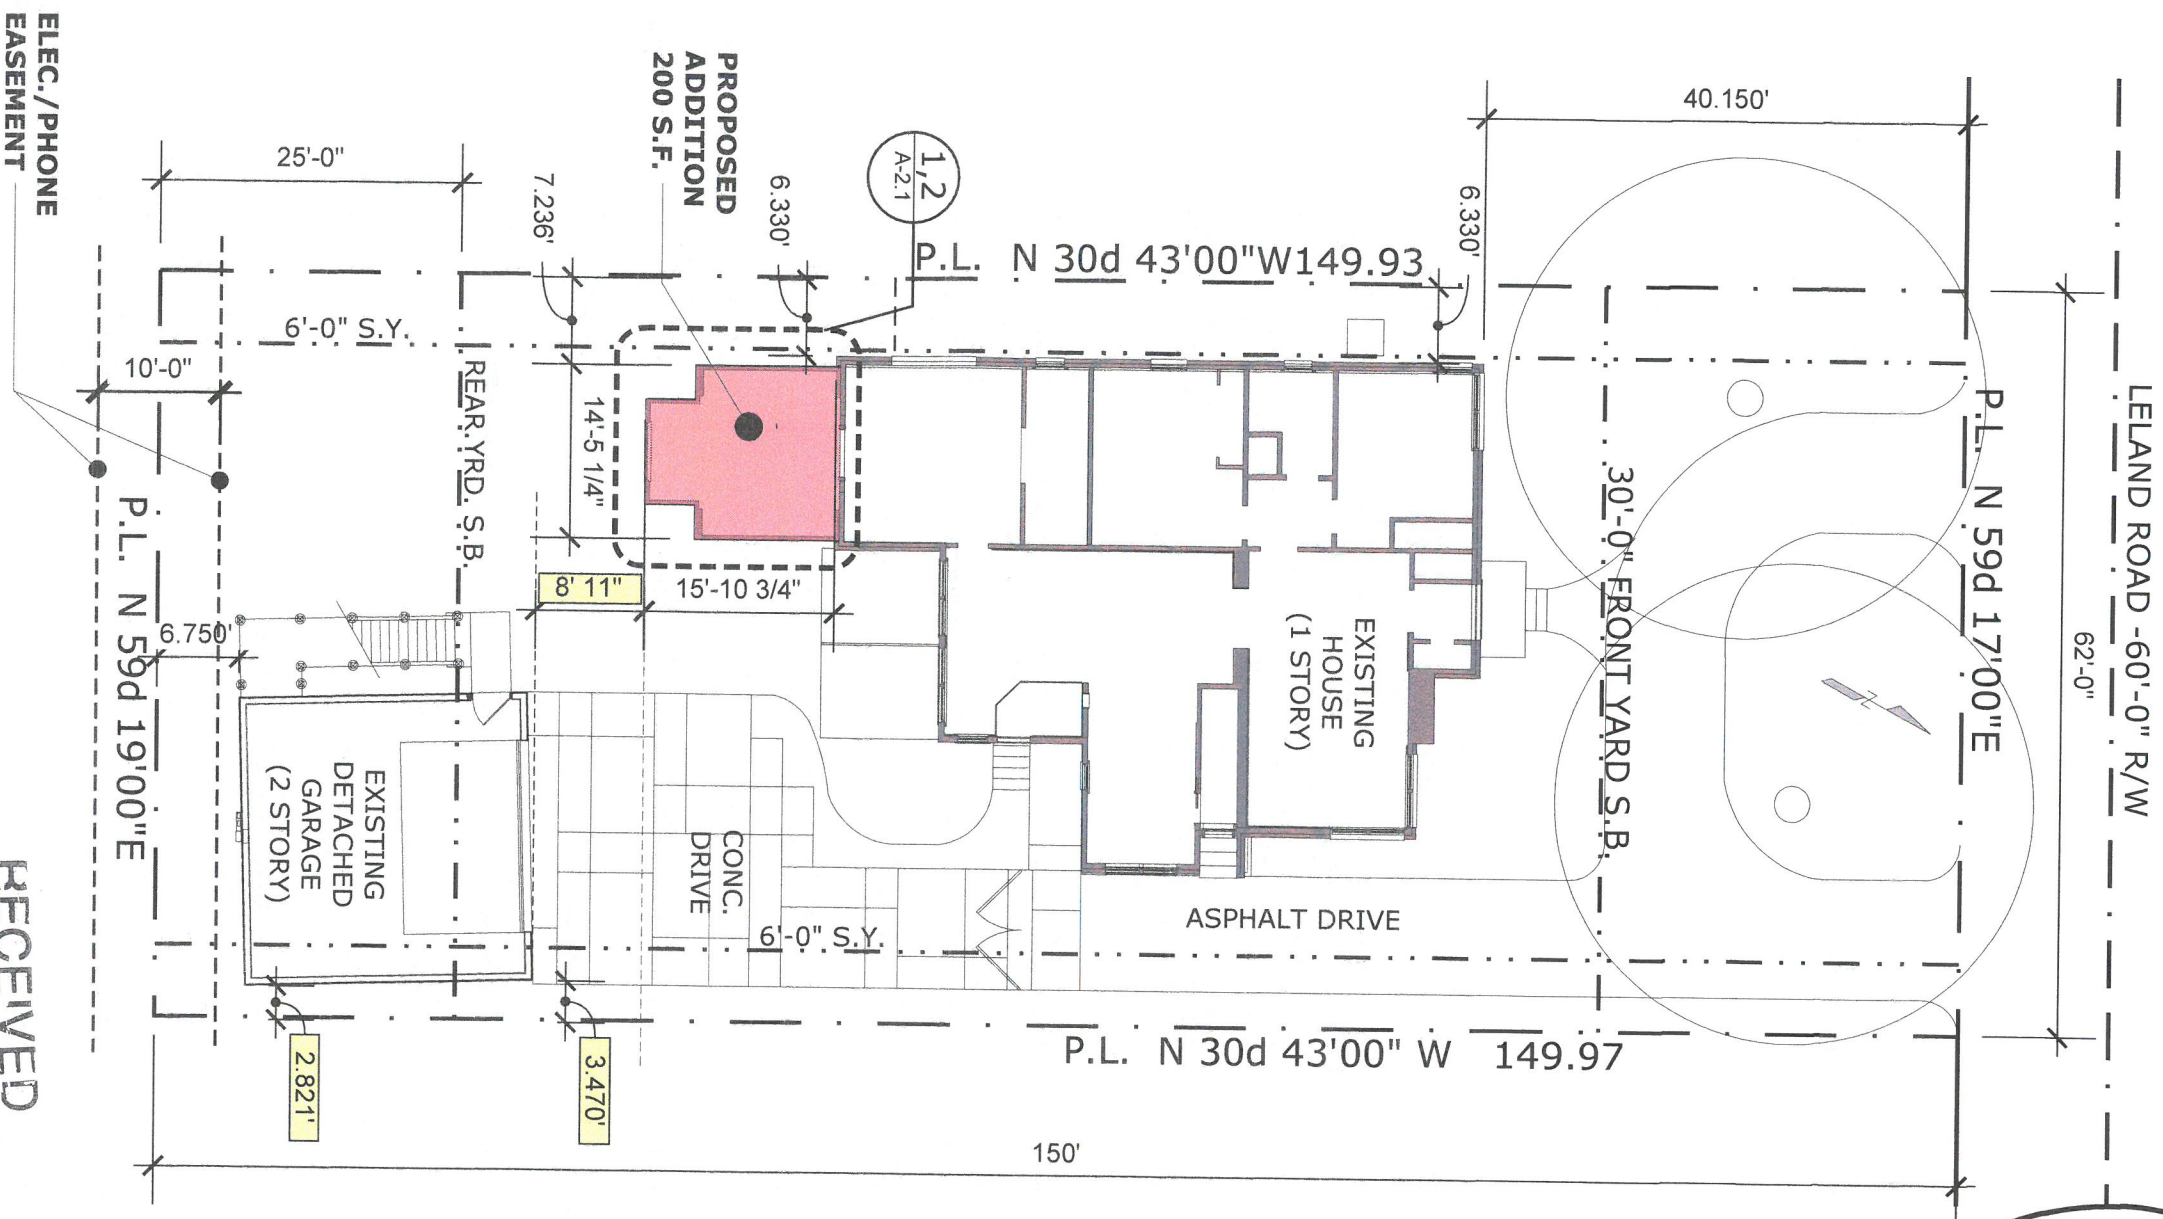 ELEC./PHONE
EASEMENT
PROPOSED
ADDITION
200 S.F.
1,2
A-2.1
40.150'
25'-0"
7.236'
6.330'
6.330'
P.L. N 30d 43'00"W149.93
6'-0" S.Y.
10'-0"
REAR.YRD. S.B.
14'-5 1/4"
8' 11"
15'-10 3/4"
P.L. N 59d 19'00"E
6.750'
EXISTING
DETACHED
GARAGE
(2 STORY)
CONC.
DRIVE
EXISTING
HOUSE
(1 STORY)
30'-0" FRONT YARD S.B.
P.L. N 59d 17'00"E
LELAND ROAD -60'-0" R/W
62'-0"
N
ASPHALT DRIVE
6'-0" S.Y.
P.L. N 30d 43'00" W 149.97
2.821'
3.470'
150'
RECEIVED